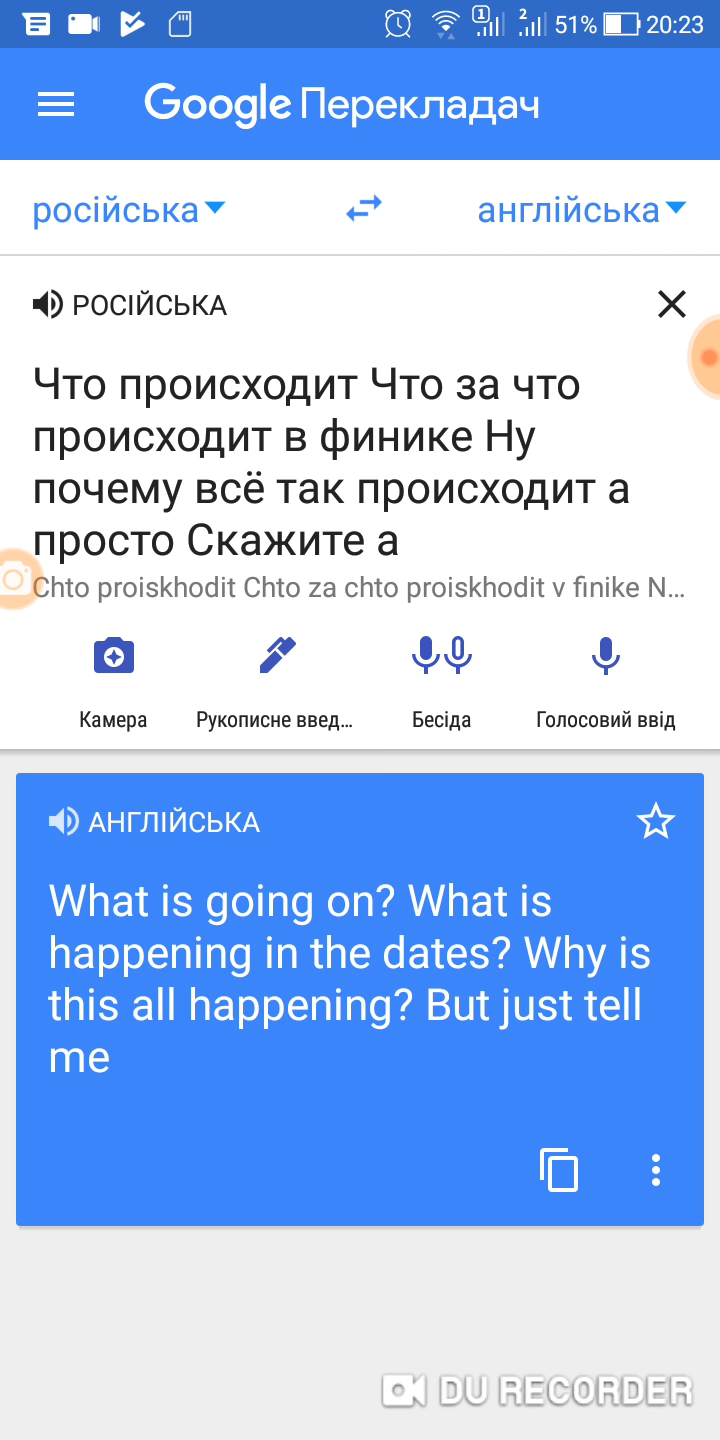 1 2 51% 20:23
Google Перекладач
російська англійська
РОСІЙСЬКА
Что происходит Что за что
происходит в финике Ну
почему всё так происходит а
просто Скажите а
Chto proiskhodit Chto za chto proiskhodit v finike N...
Камера Рукописне введ... Бесіда Голосовий ввід
АНГЛІЙСЬКА
What is going on? What is
happening in the dates? Why is
this all happening? But just tell
me
DU RECORDER